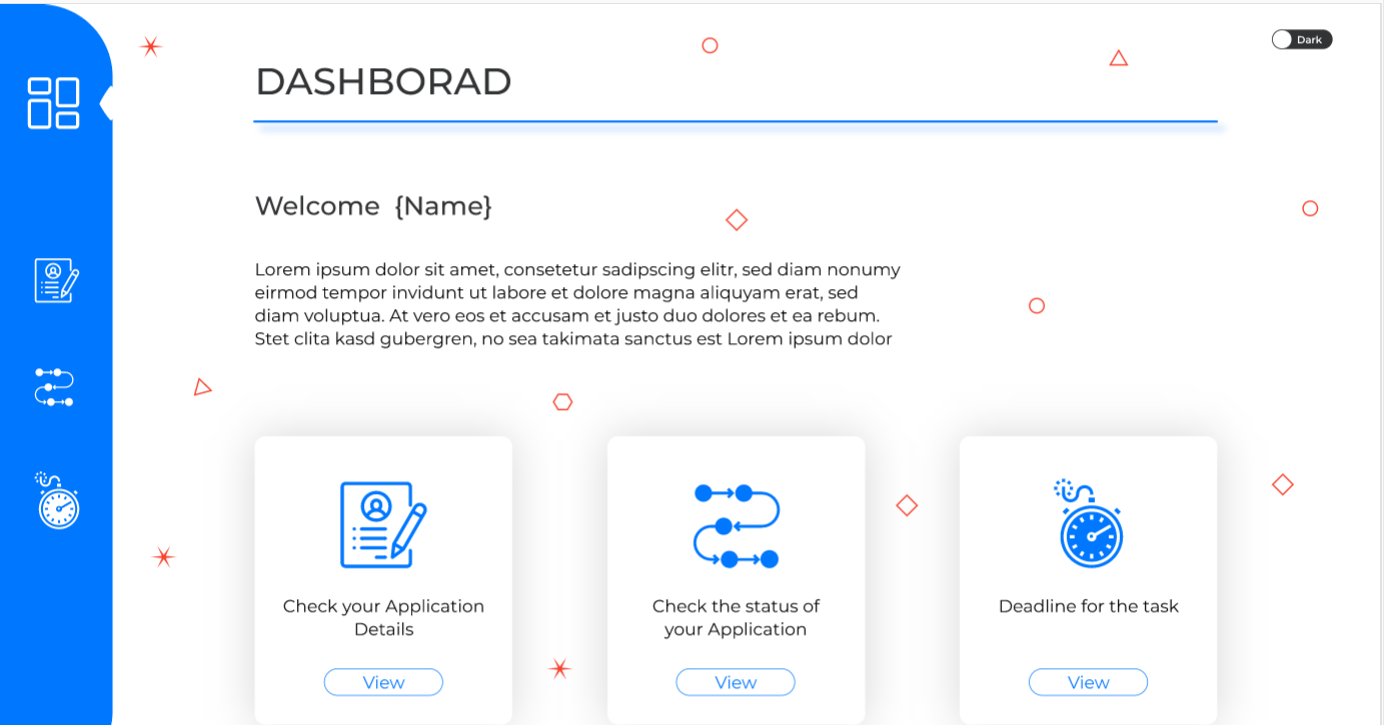 Dark
DASHBORAD
Welcome {Name}
Lorem ipsum dolor sit amet, consetetur sadipscing elitr, sed diam nonumy
eirmod tempor invidunt ut labore et dolore magna aliquyam erat, sed
diam voluptua. At vero eos et accusam et justo duo dolores et ea rebum.
Stet clita kasd gubergren, no sea takimata sanctus est Lorem ipsum dolor
Check your Application
Details
View
Check the status of
your Application
View
Deadline for the task
View